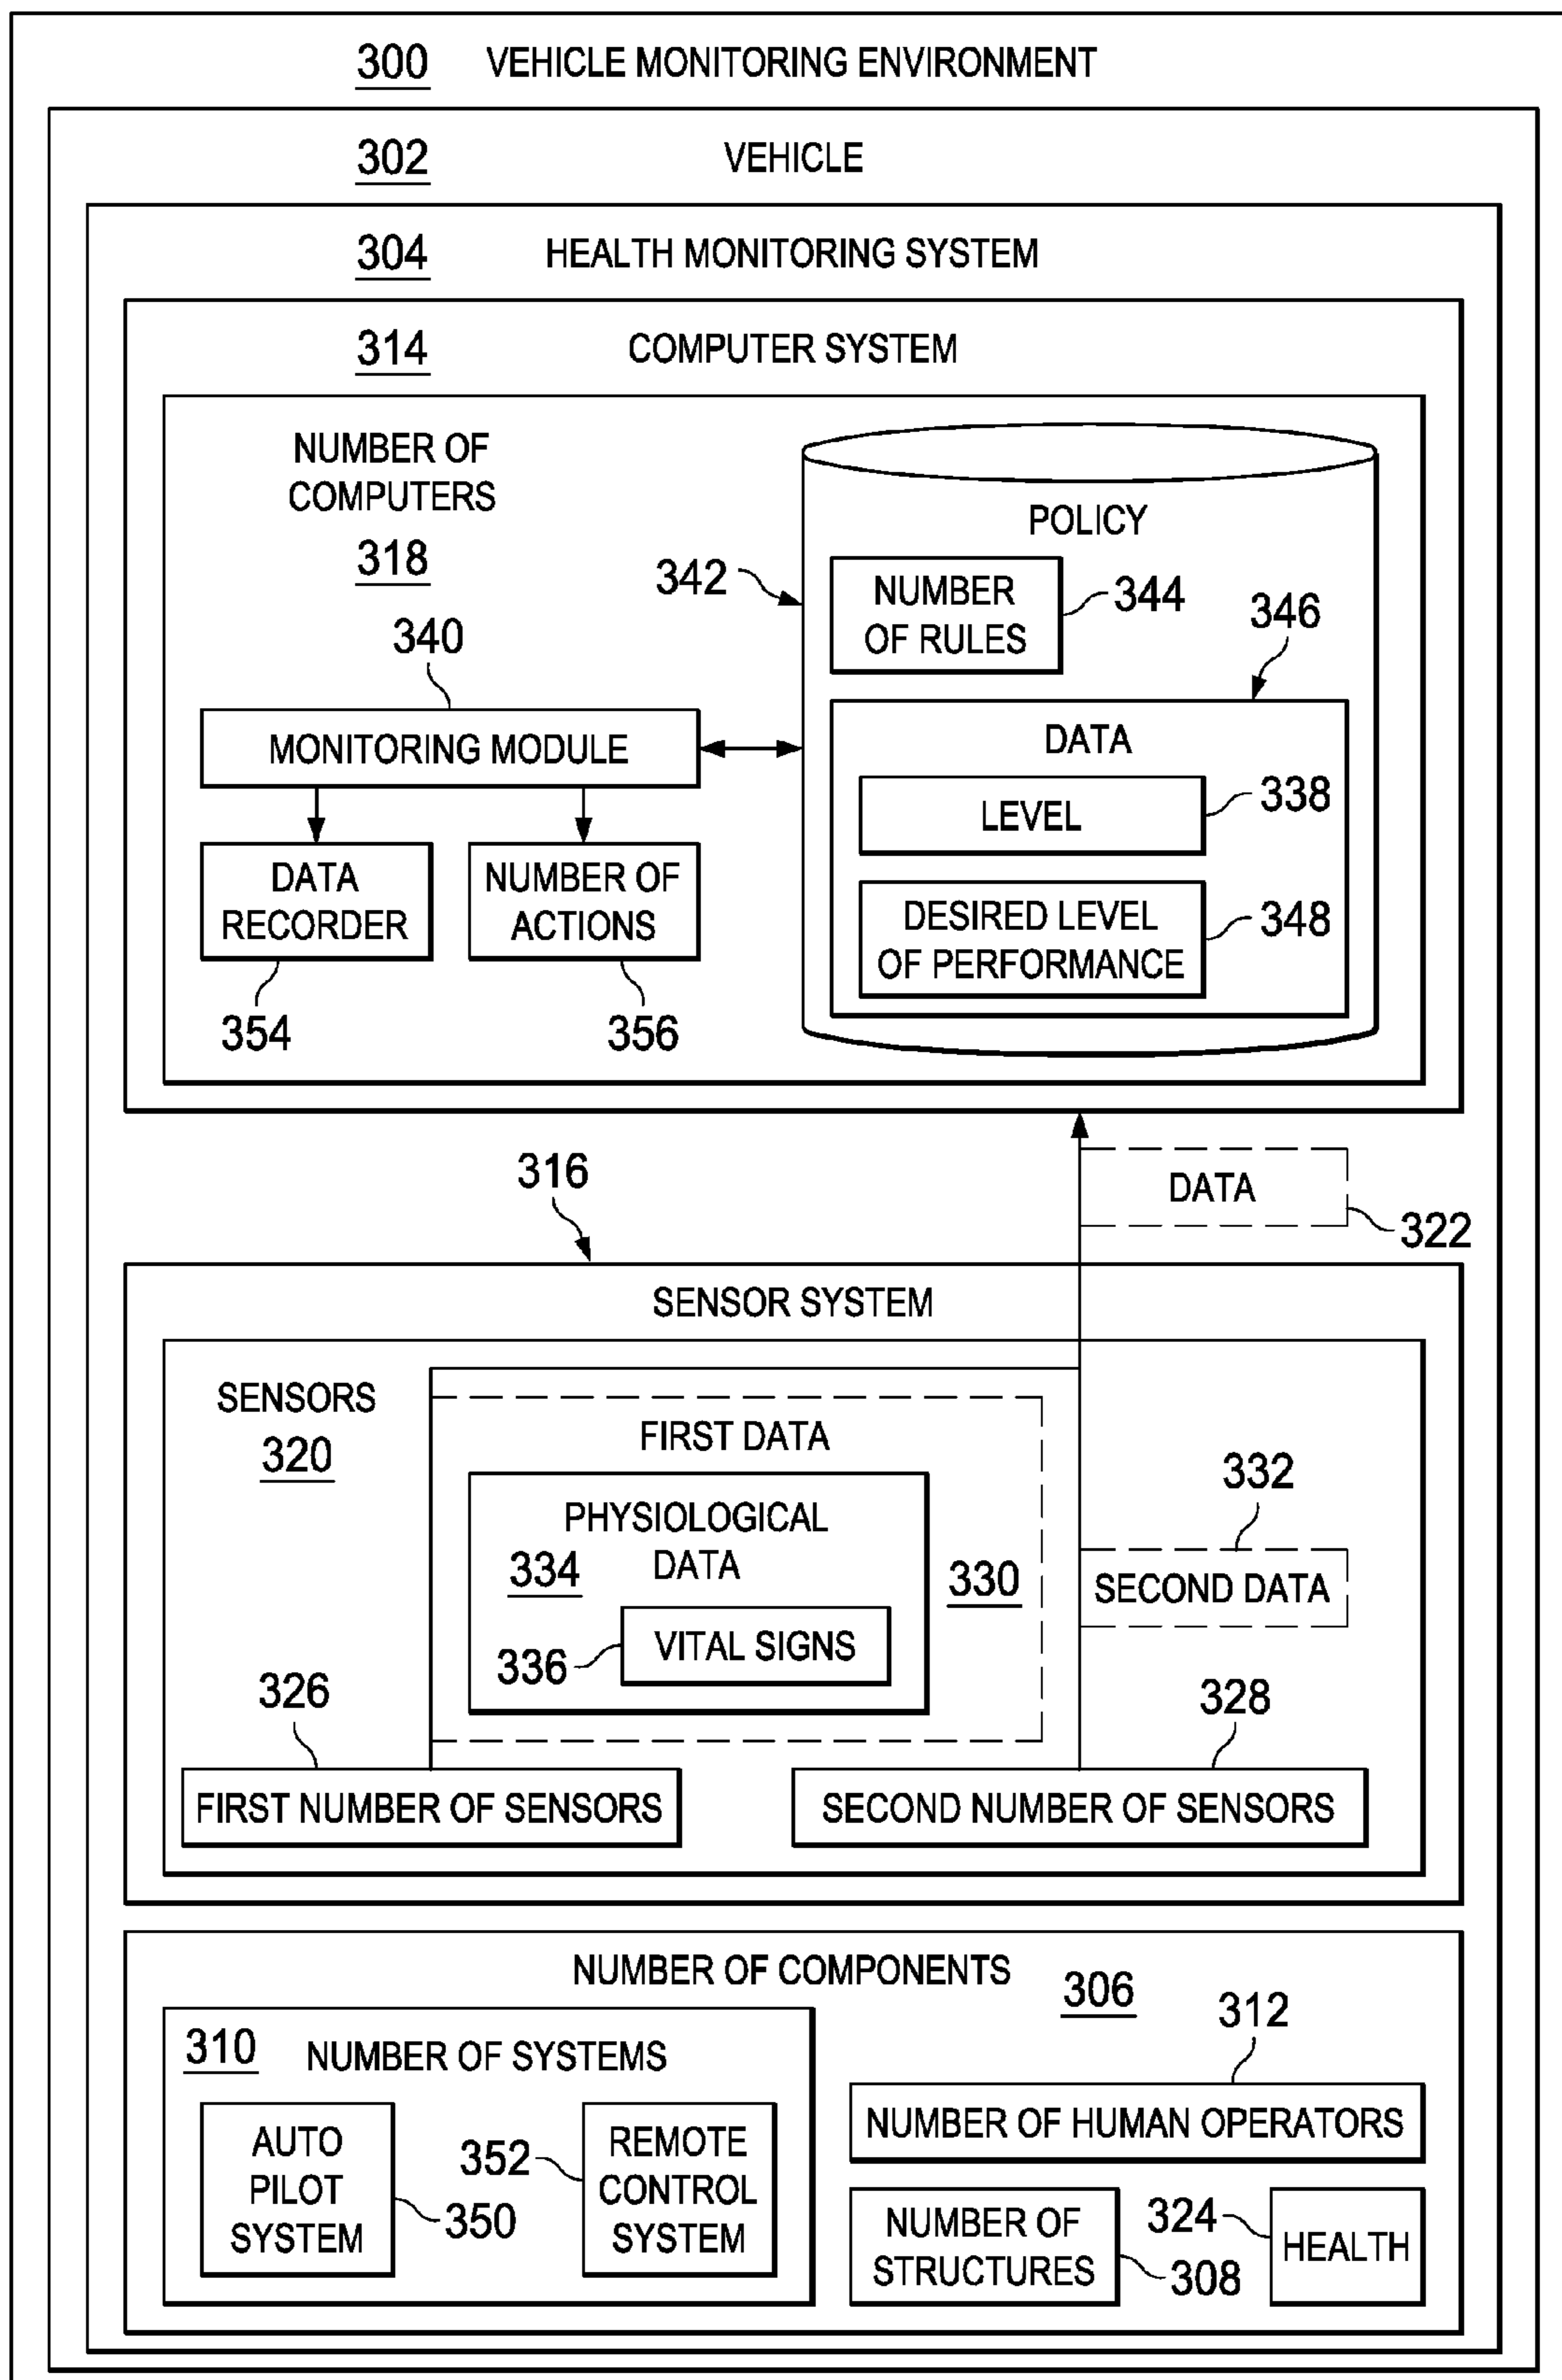 300 VEHICLE MONITORING ENVIRONMENT
302 VEHICLE
304 HEALTH MONITORING SYSTEM
314 COMPUTER SYSTEM
NUMBER OF
COMPUTERS
318
340
MONITORING MODULE
DATA
RECORDER
354
NUMBER OF
ACTIONS
356
342
POLICY
NUMBER
OF RULES
344
346
DATA
LEVEL
338
DESIRED LEVEL
OF PERFORMANCE
348
DATA
322
316
SENSOR SYSTEM
SENSORS
320
FIRST DATA
330
PHYSIOLOGICAL
DATA
334
VITAL SIGNS
336
332
SECOND DATA
326
FIRST NUMBER OF SENSORS
328
SECOND NUMBER OF SENSORS
NUMBER OF COMPONENTS
306
310 NUMBER OF SYSTEMS
AUTO
PILOT
SYSTEM
350
352
REMOTE
CONTROL
SYSTEM
312
NUMBER OF HUMAN OPERATORS
NUMBER OF
STRUCTURES
308
324
HEALTH